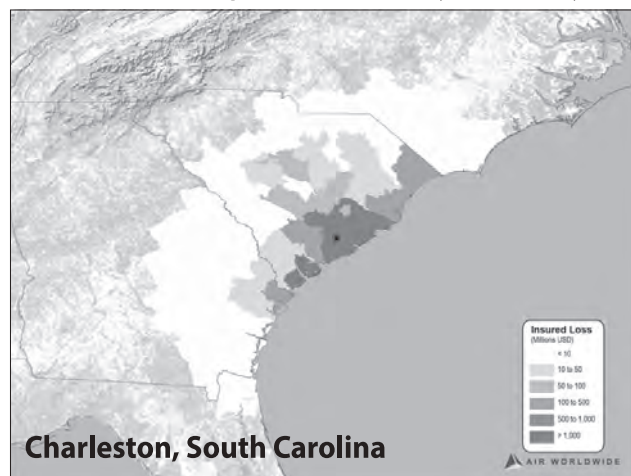 Insured Loss
(Millions USD)
< 10
10 to 50
50 to 100
100 to 500
500 to 1,000
> 1,000
Charleston, South Carolina
AIR WORLDWIDE